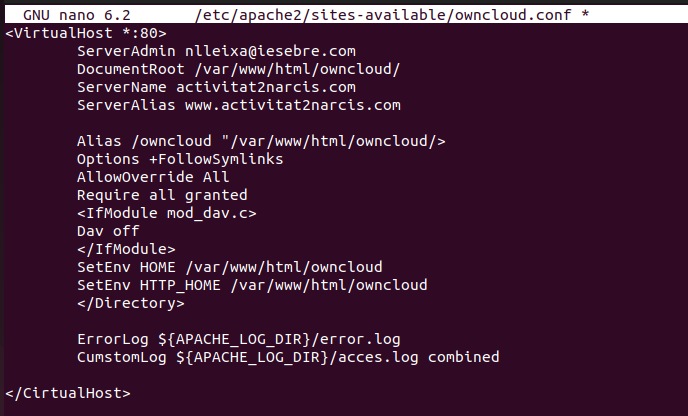 GNU nano 6.2 /etc/apache2/sites-available/owncloud.conf *
<VirtualHost *:80>
ServerAdmin nlleixa@iesebre.com
DocumentRoot /var/www/html/owncloud/
ServerName activitat2narcis.com
ServerAlias www.activitat2narcis.com
Alias /owncloud "/var/www/html/owncloud/>
Options +FollowSymlinks
AllowOverride All
Require all granted
<IfModule mod_dav.c>
Dav off
</IfModule>
SetEnv HOME /var/www/html/owncloud
SetEnv HTTP_HOME /var/www/html/owncloud
</Directory>
ErrorLog ${APACHE_LOG_DIR}/error.log
CumstomLog ${APACHE_LOG_DIR}/acces.log combined
</CirtualHost>